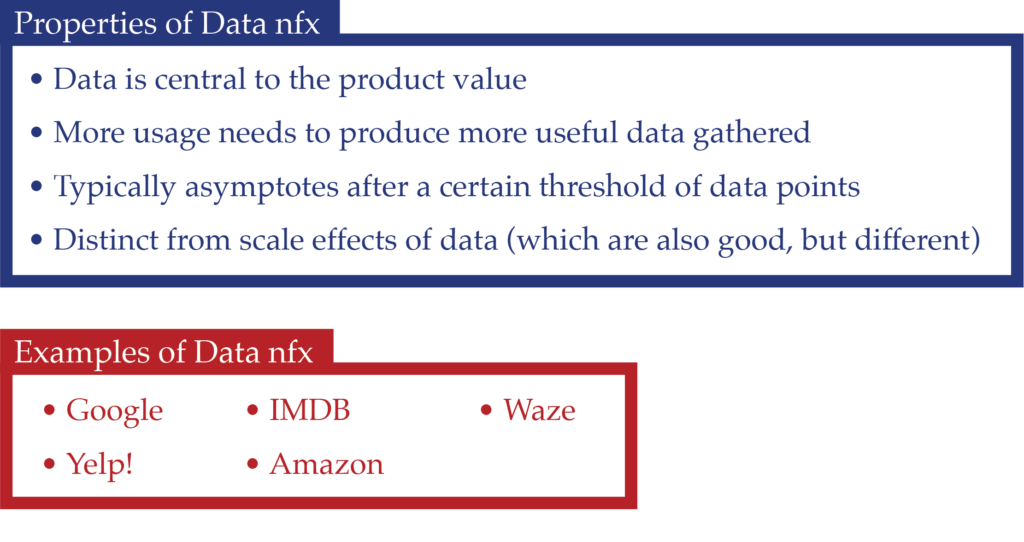 Properties of Data nfx
• Data is central to the product value
• More usage needs to produce more useful data gathered
• Typically asymptotes after a certain threshold of data points
• Distinct from scale effects of data (which are also good, but different)
Examples of Data nfx
• Google • IMDB • Waze
• Yelp! • Amazon